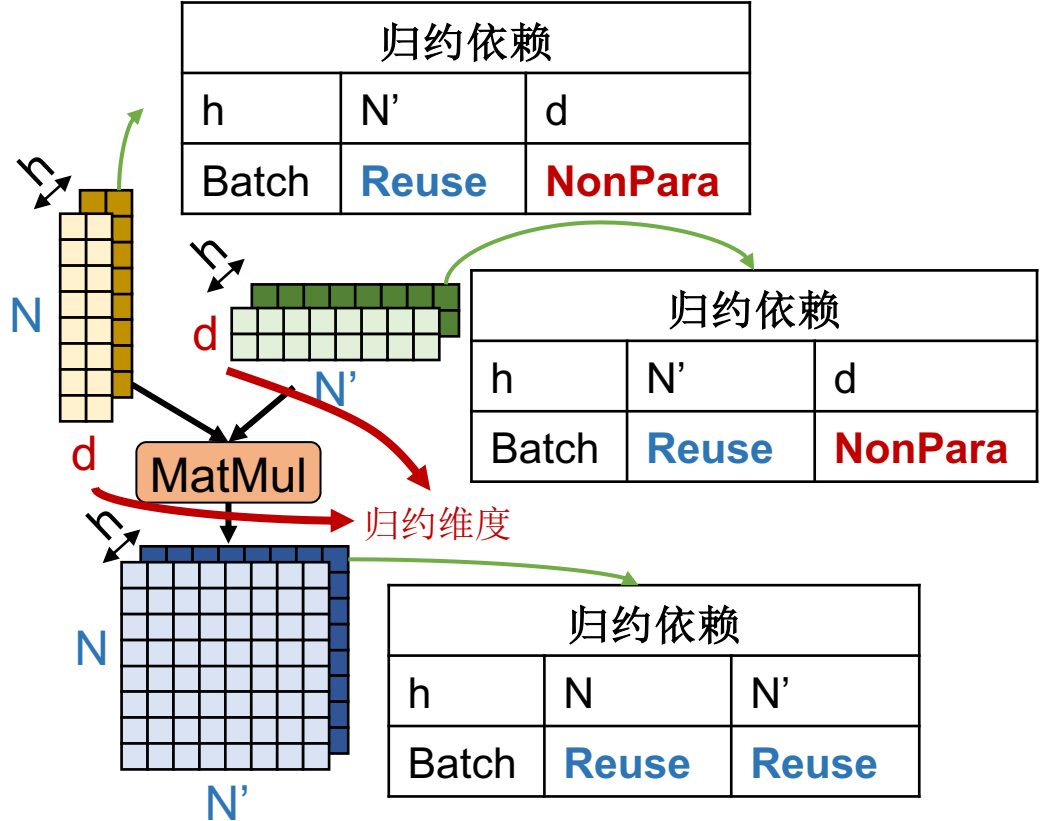 归约依赖
h N’ d
Batch Reuse NonPara
h
N
d
h
d
N’
归约依赖
h N’ d
Batch Reuse NonPara
MatMul
归约维度
h
N
N’
归约依赖
h N N’
Batch Reuse Reuse